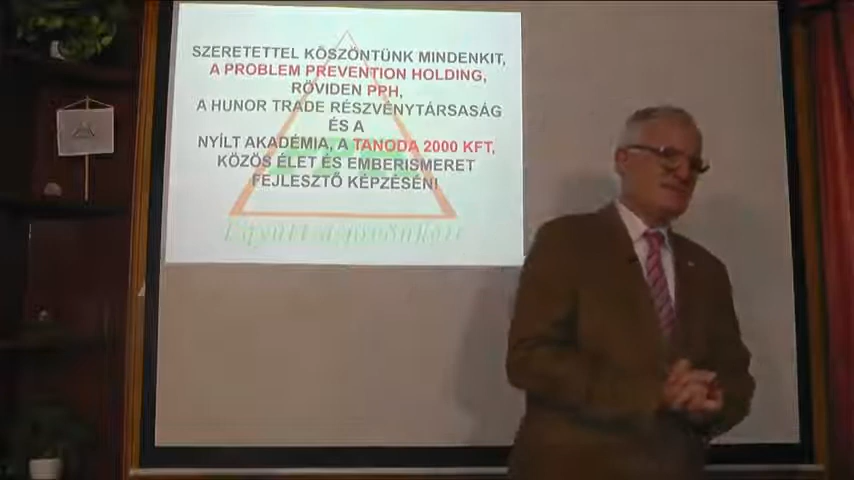 SZERETETTEL KÖSZÖNTÜNK MINDENKIT,
A PROBLEM PREVENTION HOLDING,
RÖVIDEN PPH,
A HUNOR TRADE RÉSZVÉNYTÁRSASÁG
ÉS A
NYÍLT AKADÉMIA, A TANODA 2000 KFT,
KÖZÖS ÉLET ÉS EMBERISMERET
FEJLESZTŐ KÉPZÉSÉN!